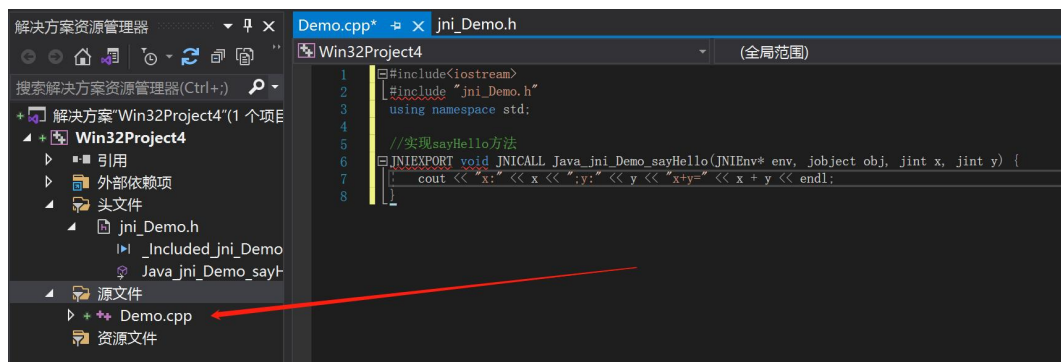 解决方案资源管理器
搜索解决方案资源管理器(Ctrl+;)
解决方案"Win32Project4"(1 个项目
Win32Project4
引用
外部依赖项
头文件
jni_Demo.h
_Included_jni_Demo
Java_jni_Demo_sayH
源文件
Demo.cpp
资源文件
Demo.cpp* jni_Demo.h
Win32Project4 (全局范围)
1 #include<iostream>
2 #include "jni_Demo.h"
3 using namespace std;
4
5 //实现sayHello方法
6 JNIEXPORT void JNICALL Java_jni_Demo_sayHello(JNIEnv* env, jobject obj, jint x, jint y) {
7 cout << "x:" << x << ";y:" << y << "x+y=" << x + y << endl;
8 }